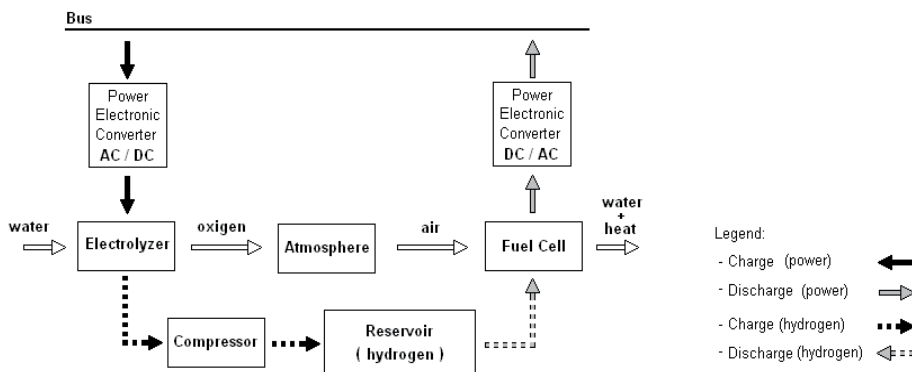 Bus
Power
Electronic
Converter
AC / DC
Power
Electronic
Converter
DC / AC
water
Electrolyzer
oxigen
Atmosphere
air
Fuel Cell
water
+
heat
Compressor
Reservoir
( hydrogen )
Legend:
- Charge (power)
- Discharge (power)
- Charge (hydrogen)
- Discharge (hydrogen)